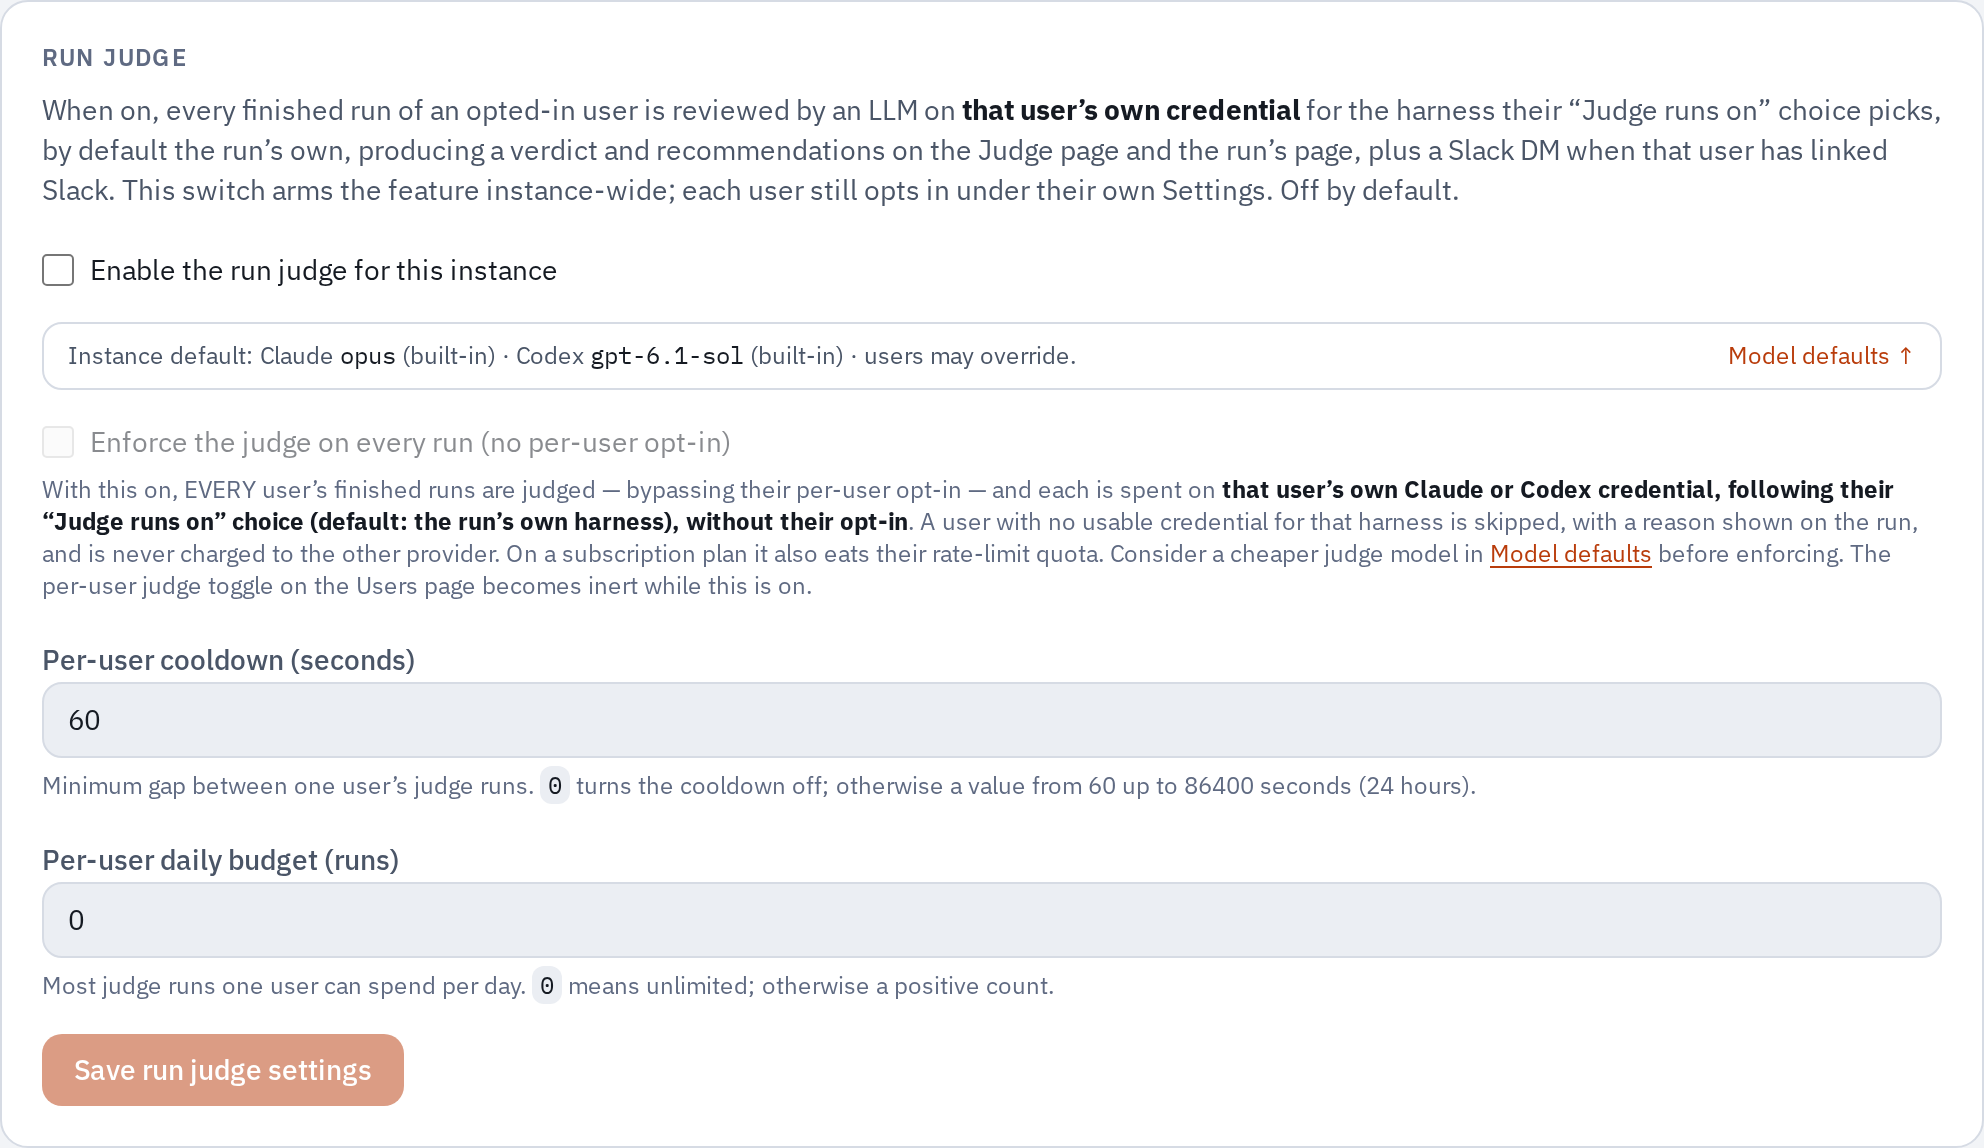 RUN JUDGE
When on, every finished run of an opted-in user is reviewed by an LLM on that user’s own credential for the harness their “Judge runs on” choice picks,
by default the run’s own, producing a verdict and recommendations on the Judge page and the run’s page, plus a Slack DM when that user has linked
Slack. This switch arms the feature instance-wide; each user still opts in under their own Settings. Off by default.
Enable the run judge for this instance
Instance default: Claude opus (built-in) · Codex gpt-6.1-sol (built-in) · users may override. Model defaults ↑
Enforce the judge on every run (no per-user opt-in)
With this on, EVERY user’s finished runs are judged — bypassing their per-user opt-in — and each is spent on that user’s own Claude or Codex credential, following their
“Judge runs on” choice (default: the run’s own harness), without their opt-in. A user with no usable credential for that harness is skipped, with a reason shown on the run,
and is never charged to the other provider. On a subscription plan it also eats their rate-limit quota. Consider a cheaper judge model in Model defaults before enforcing. The
per-user judge toggle on the Users page becomes inert while this is on.
Per-user cooldown (seconds)
60
Minimum gap between one user’s judge runs. 0 turns the cooldown off; otherwise a value from 60 up to 86400 seconds (24 hours).
Per-user daily budget (runs)
0
Most judge runs one user can spend per day. 0 means unlimited; otherwise a positive count.
Save run judge settings